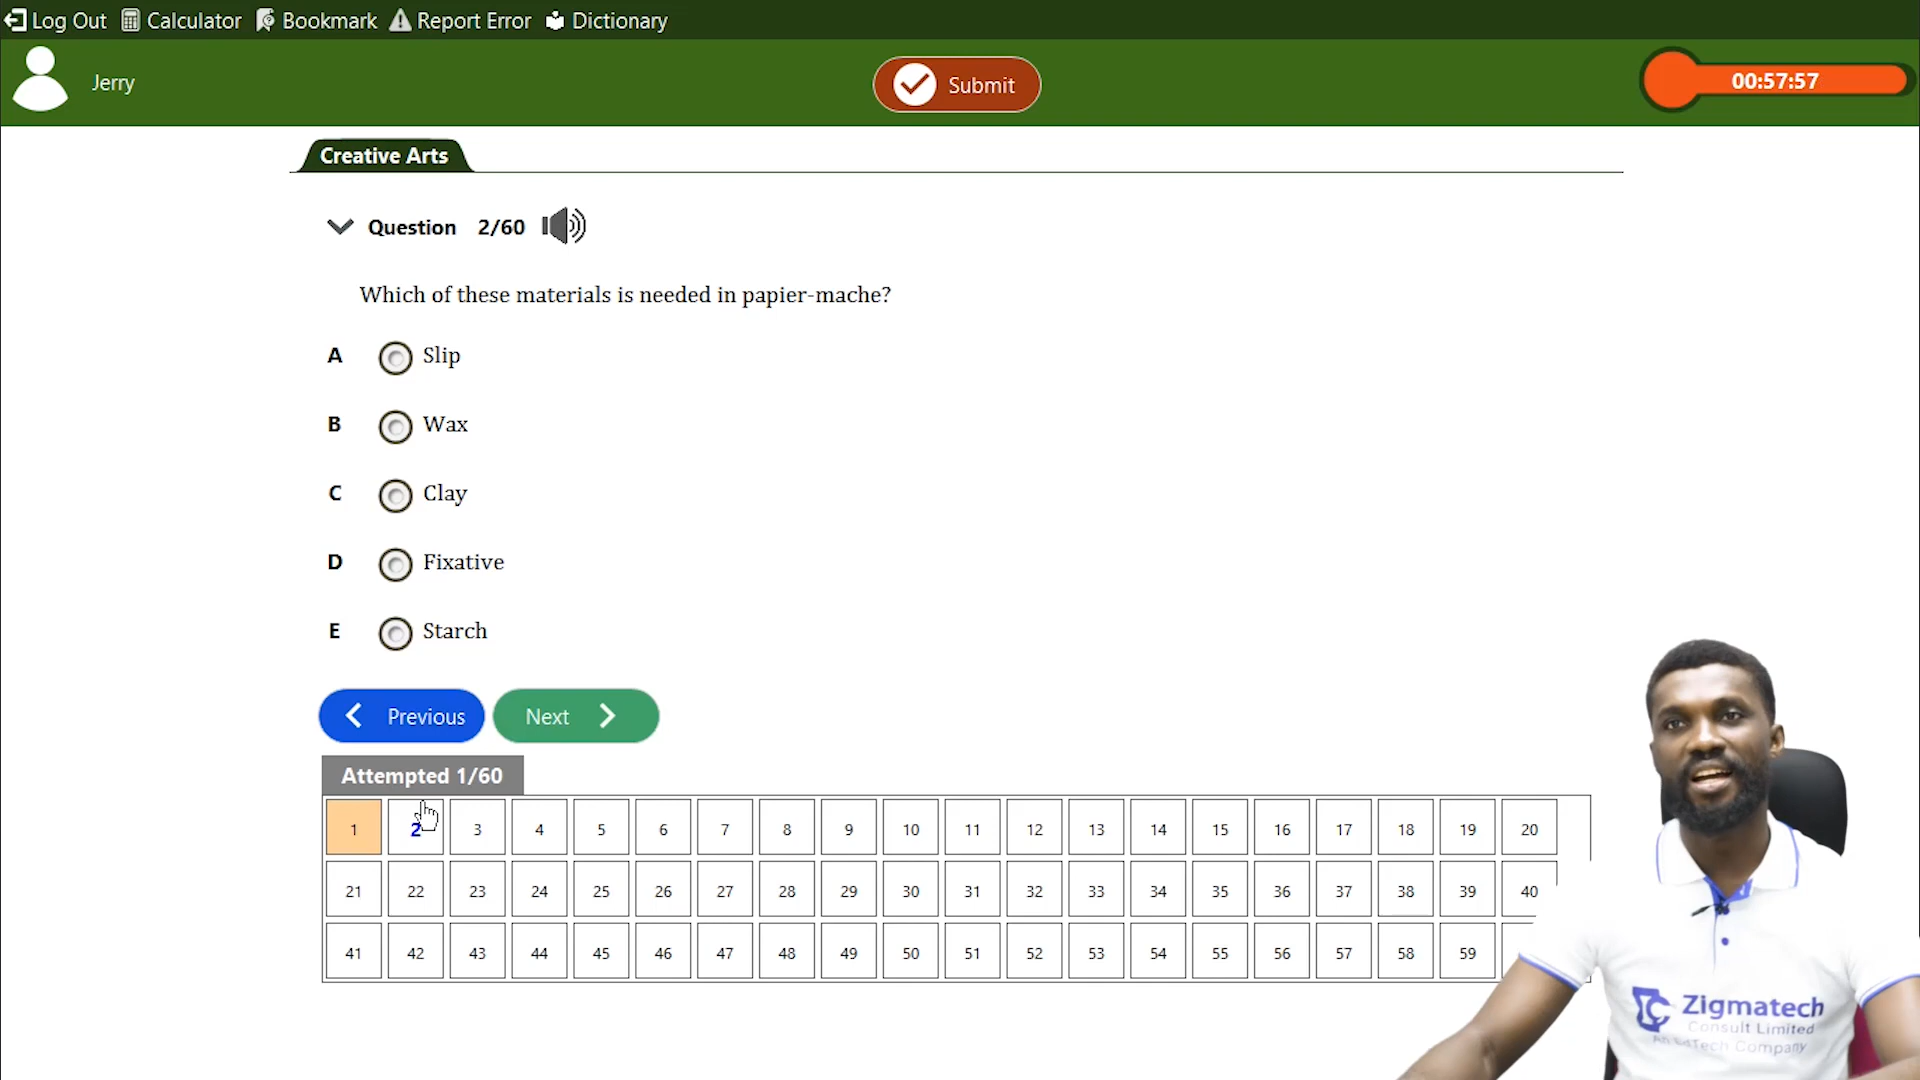 Log Out Calculator Bookmark Report Error Dictionary
Jerry
Submit
00:57:57
Creative Arts
Question 2/60
Which of these materials is needed in papier-mache?
A Slip
B Wax
C Clay
D Fixative
E Starch
Previous Next
Attempted 1/60
1 2 3 4 5 6 7 8 9 10 11 12 13 14 15 16 17 18 19 20
21 22 23 24 25 26 27 28 29 30 31 32 33 34 35 36 37 38 39 40
41 42 43 44 45 46 47 48 49 50 51 52 53 54 55 56 57 58 59
Zigmatech
Consult Limited
An EdTech Company